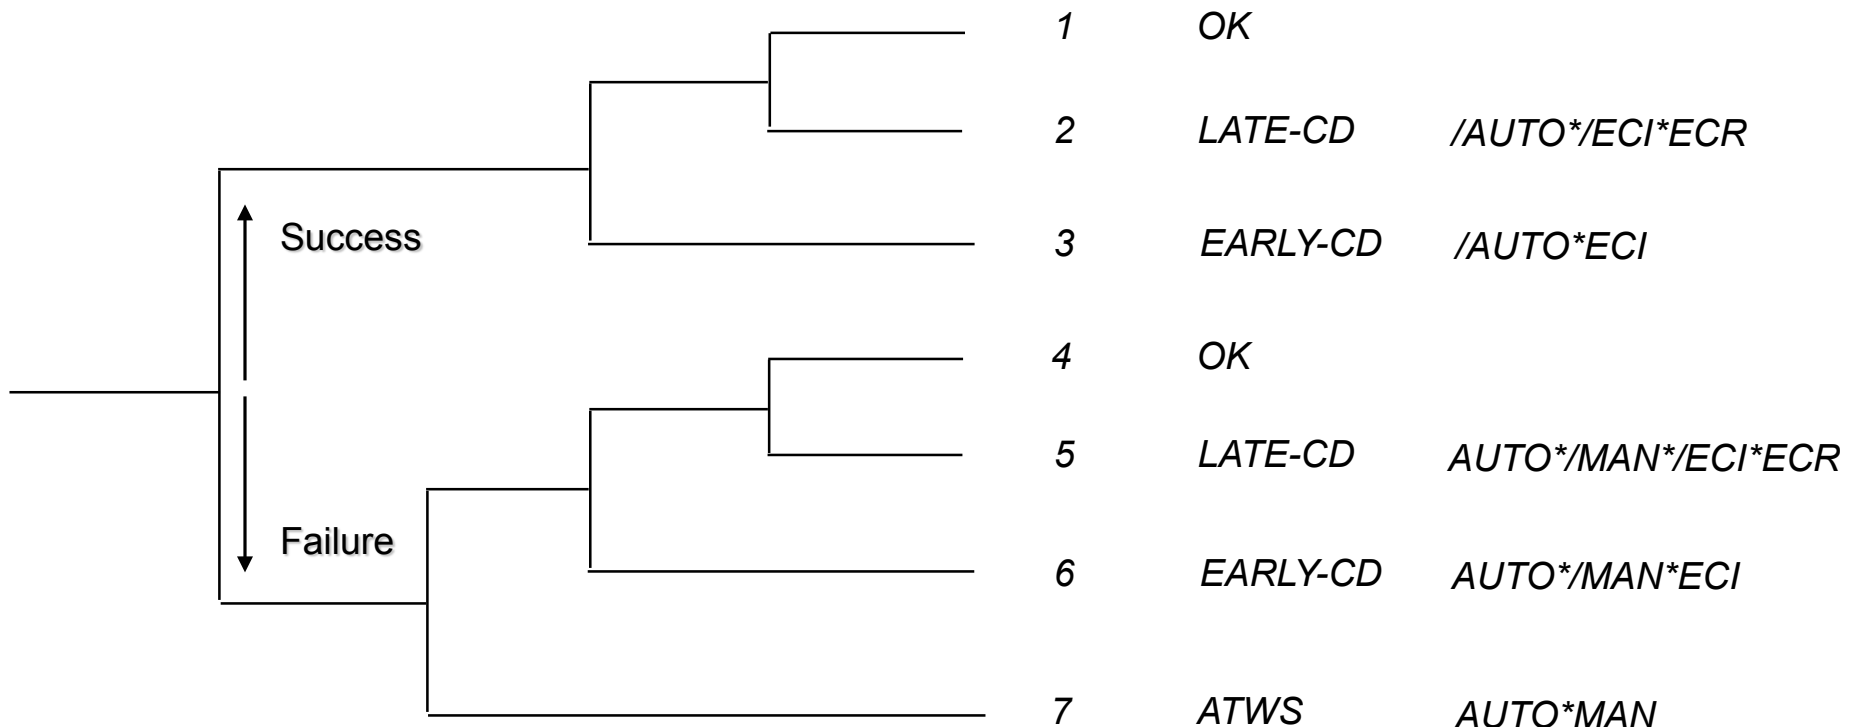 1 OK
2 LATE-CD /AUTO*/ECI*ECR
Success
3 EARLY-CD /AUTO*ECI
4 OK
5 LATE-CD AUTO*/MAN*/ECI*ECR
Failure
6 EARLY-CD AUTO*/MAN*ECI
7 ATWS AUTO*MAN